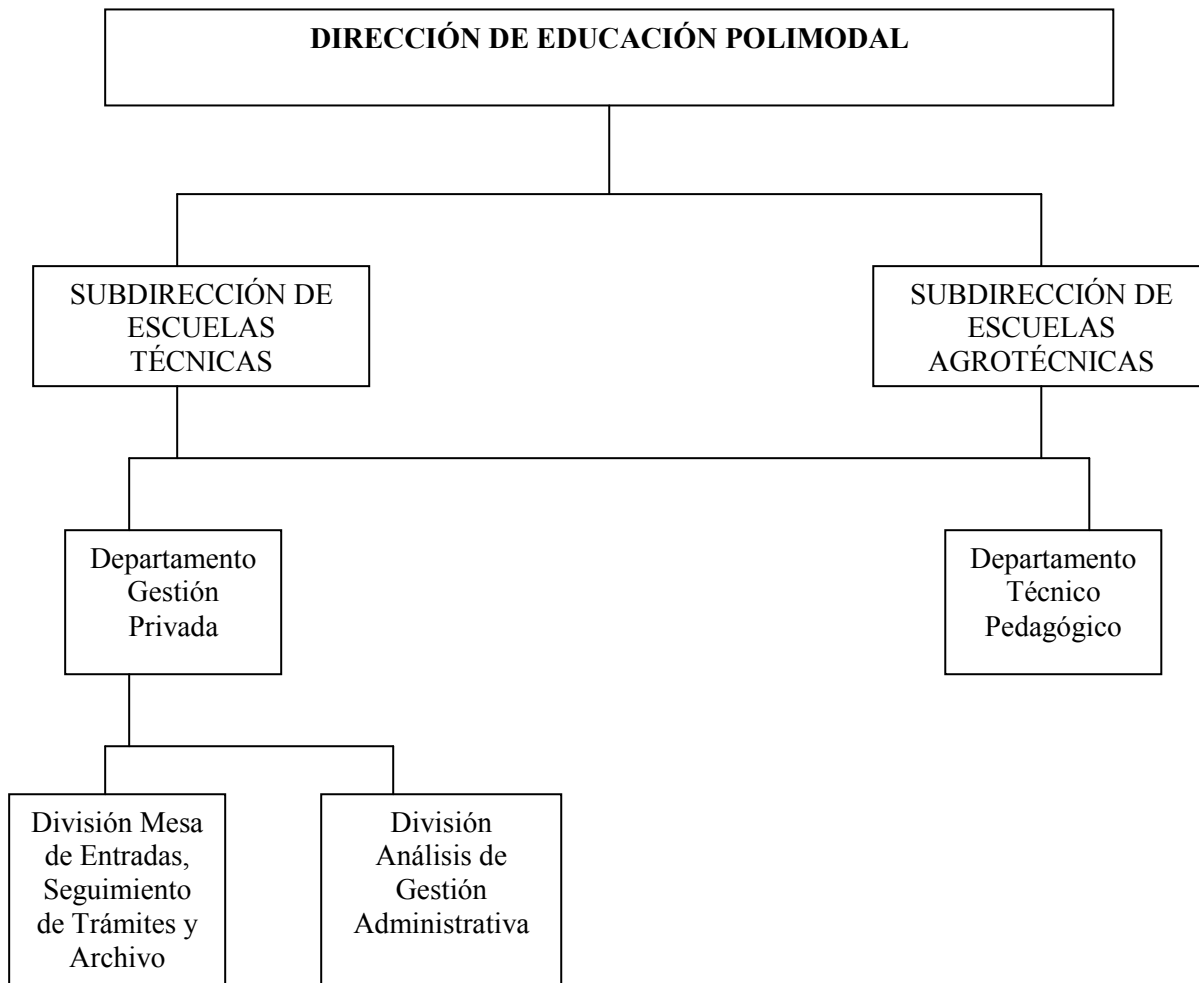 DIRECCIÓN DE EDUCACIÓN POLIMODAL
SUBDIRECCIÓN DE
ESCUELAS
TÉCNICAS
SUBDIRECCIÓN DE
ESCUELAS
AGROTÉCNICAS
Departamento
Gestión
Privada
Departamento
Técnico
Pedagógico
División Mesa
de Entradas,
Seguimiento
de Trámites y
Archivo
División
Análisis de
Gestión
Administrativa